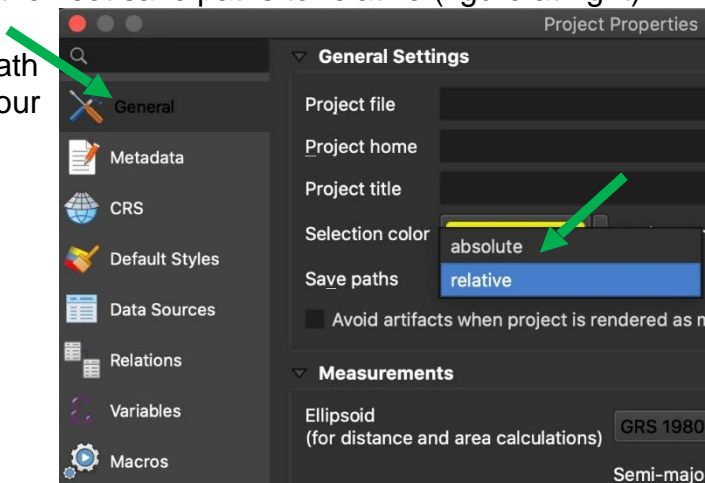 Project Properties
ath
our
General
Metadata
CRS
Default Styles
Data Sources
Relations
Variables
Macros
General Settings
Project file
Project home
Project title
Selection color
absolute
Save paths
relative
Avoid artifacts when project is rendered as
Measurements
Ellipsoid
(for distance and area calculations)
GRS 1980
Semi-majo